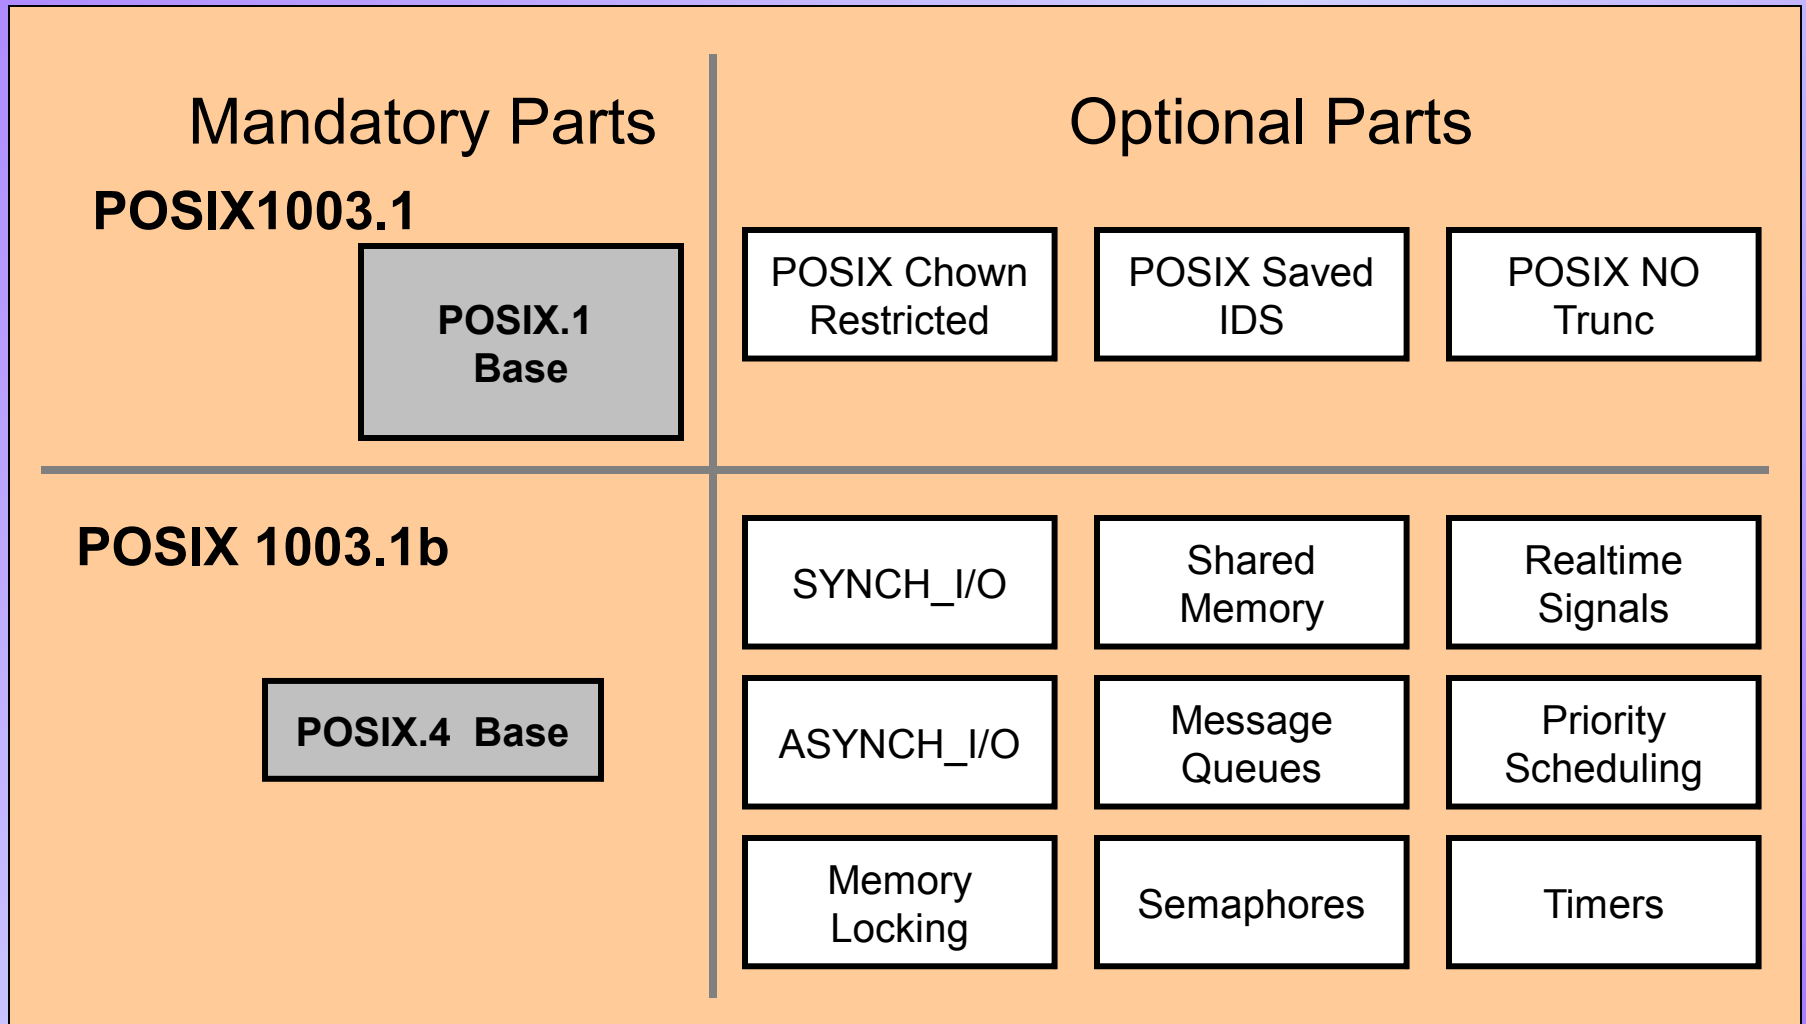 Mandatory Parts
Optional Parts
POSIX1003.1
POSIX.1
Base
POSIX Chown
Restricted
POSIX Saved
IDS
POSIX NO
Trunc
POSIX 1003.1b
POSIX.4 Base
SYNCH_I/O
Shared
Memory
Realtime
Signals
ASYNCH_I/O
Message
Queues
Priority
Scheduling
Memory
Locking
Semaphores
Timers